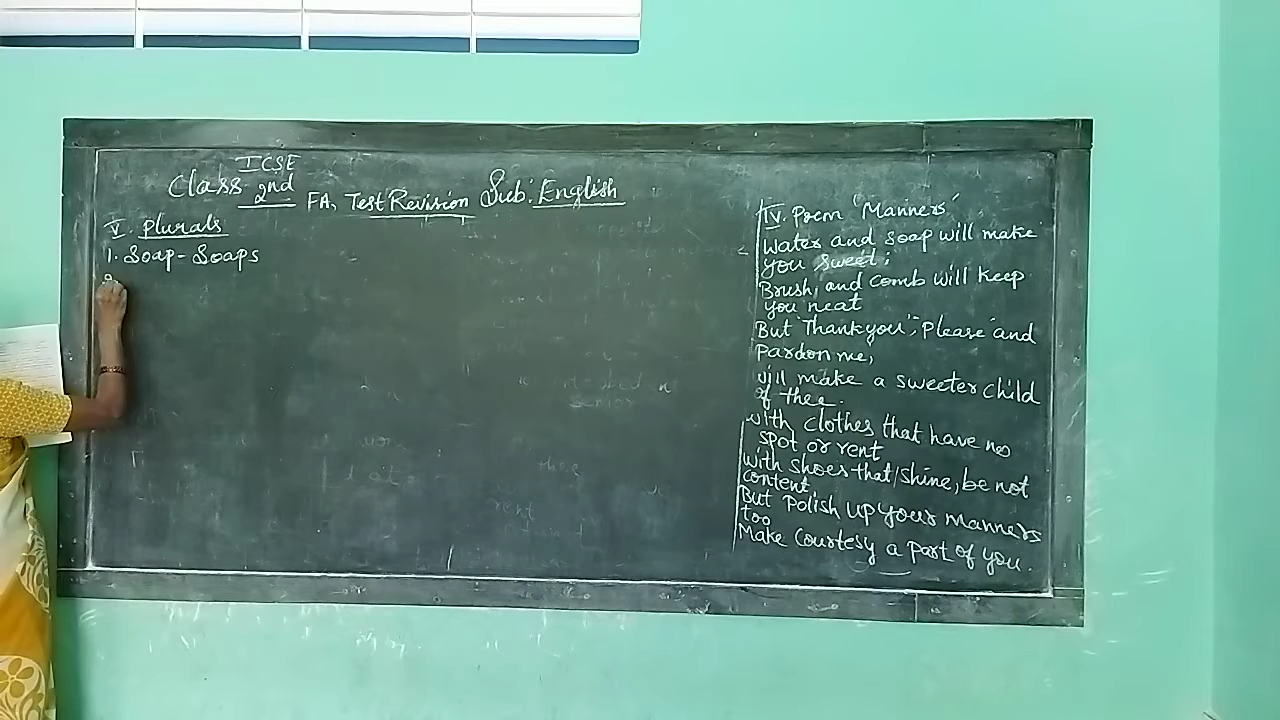 ICSE
Class 2nd FA, Test Revision Sub: English
V. Plurals
1. Soap - Soaps
IV. Poem 'Manners'
Water and soap will make
you sweet;
Brush, and comb will keep
you neat
But "Thank you", "Please" and
pardon me,
will make a sweeter child
of thee.
with clothes that have no
spot or rent
with shoes that shine, be not
content,
But Polish up your manners
too
Make Courtesy a part of you.